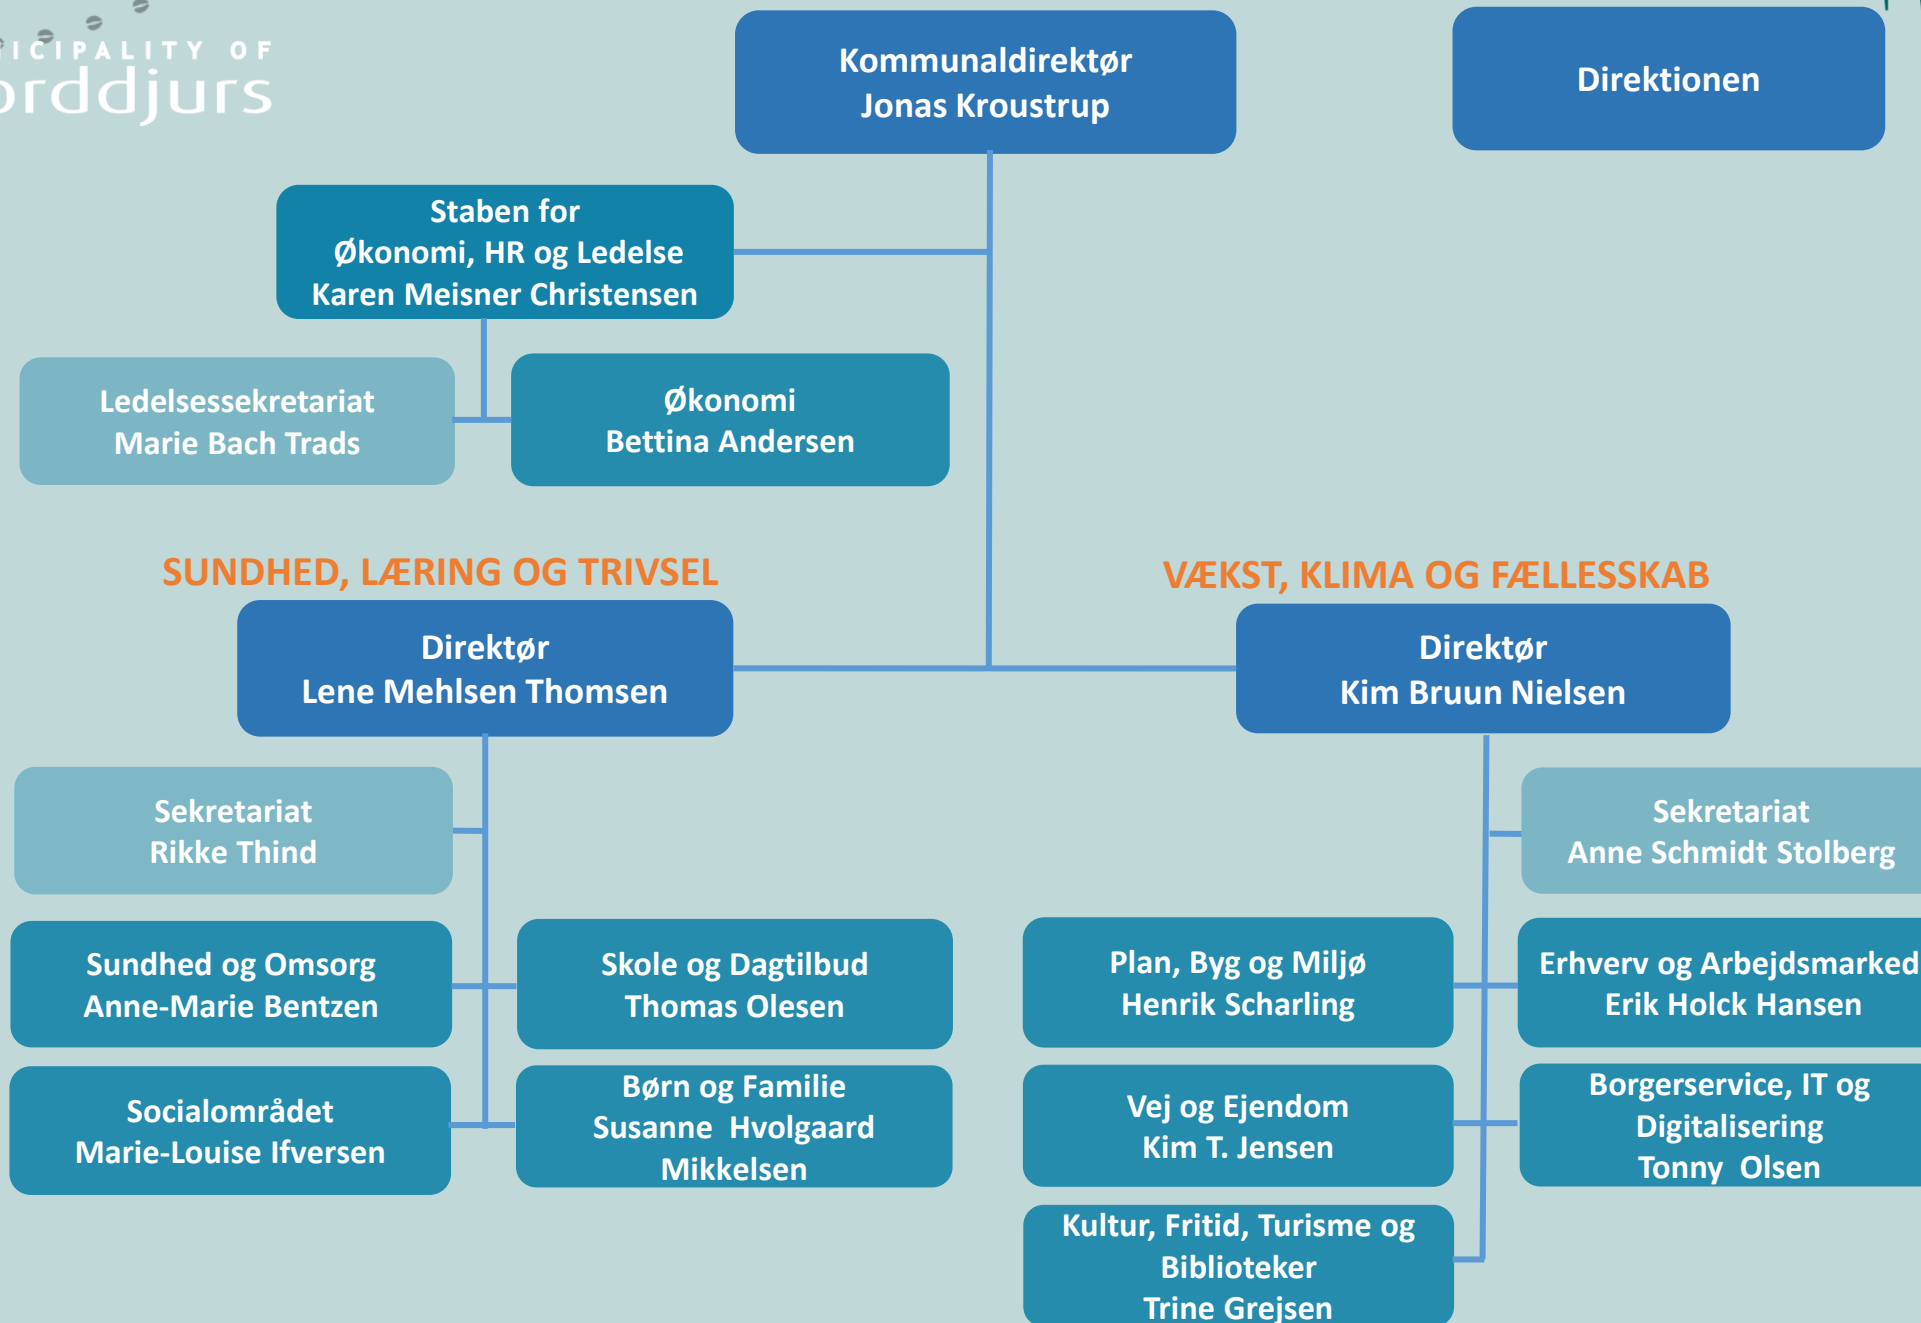 MUNICIPALITY OF
Norddjurs
Kommunaldirektør
Jonas Kroustrup
Direktionen
Staben for
Økonomi, HR og Ledelse
Karen Meisner Christensen
Ledelsessekretariat
Marie Bach Trads
Økonomi
Bettina Andersen
SUNDHED, LÆRING OG TRIVSEL
Direktør
Lene Mehlsen Thomsen
Sekretariat
Rikke Thind
Sundhed og Omsorg
Anne-Marie Bentzen
Skole og Dagtilbud
Thomas Olesen
Socialområdet
Marie-Louise Ifversen
Børn og Familie
Susanne  Hvolgaard
Mikkelsen
VÆKST, KLIMA OG FÆLLESSKAB
Direktør
Kim Bruun Nielsen
Sekretariat
Anne Schmidt Stolberg
Plan, Byg og Miljø
Henrik Scharling
Erhverv og Arbejdsmarked
Erik Holck Hansen
Vej og Ejendom
Kim T. Jensen
Borgerservice, IT og
Digitalisering
Tonny  Olsen
Kultur, Fritid, Turisme og
Biblioteker
Trine Grejsen